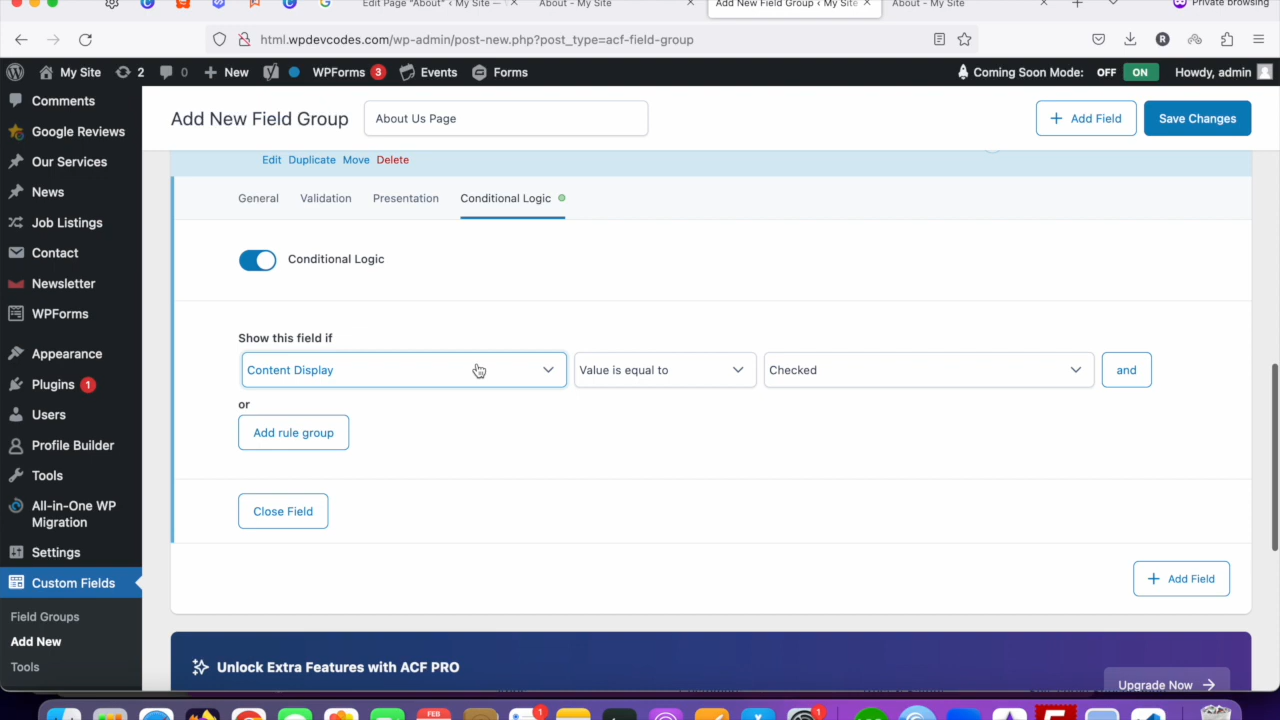 Edit Page "About" ‹ My Site —
About - My Site
Add New Field Group ‹ My Site
About - My Site
Private browsing
html.wpdevcodes.com/wp-admin/post-new.php?post_type=acf-field-group
My Site 2 0 New WPForms 3 Events Forms Coming Soon Mode: OFF ON Howdy, admin
Comments
Google Reviews
Our Services
News
Job Listings
Contact
Newsletter
WPForms
Appearance
Plugins 1
Users
Profile Builder
Tools
All-in-One WP
Migration
Settings
Custom Fields
Field Groups
Add New
Tools
Add New Field Group About Us Page + Add Field Save Changes
Edit Duplicate Move Delete
General Validation Presentation Conditional Logic
Conditional Logic
Show this field if
Content Display Value is equal to Checked and
or
Add rule group
Close Field
+ Add Field
Unlock Extra Features with ACF PRO
Upgrade Now →
FEB
1
1